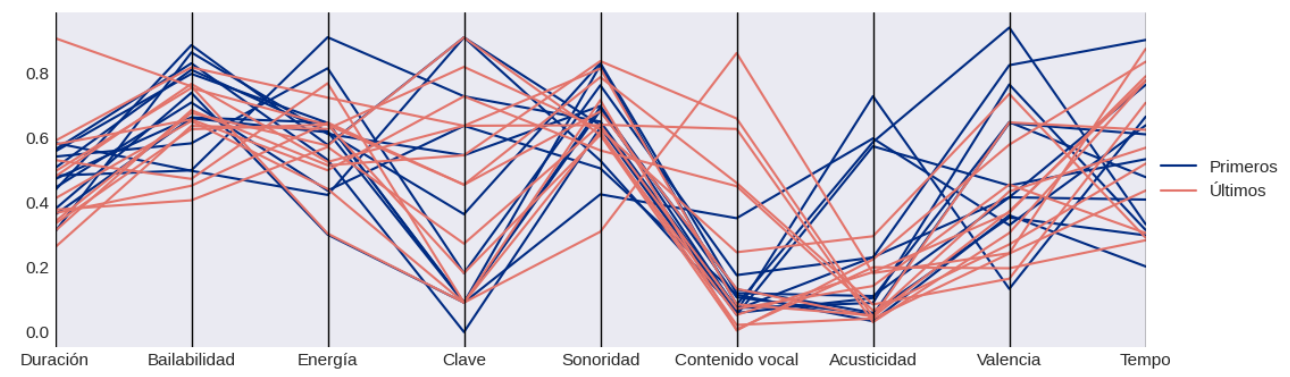 0.8
0.6
0.4
0.2
0.0
Duración Bailabilidad Energía Clave Sonoridad Contenido vocal Acusticidad Valencia Tempo
Primeros
Últimos